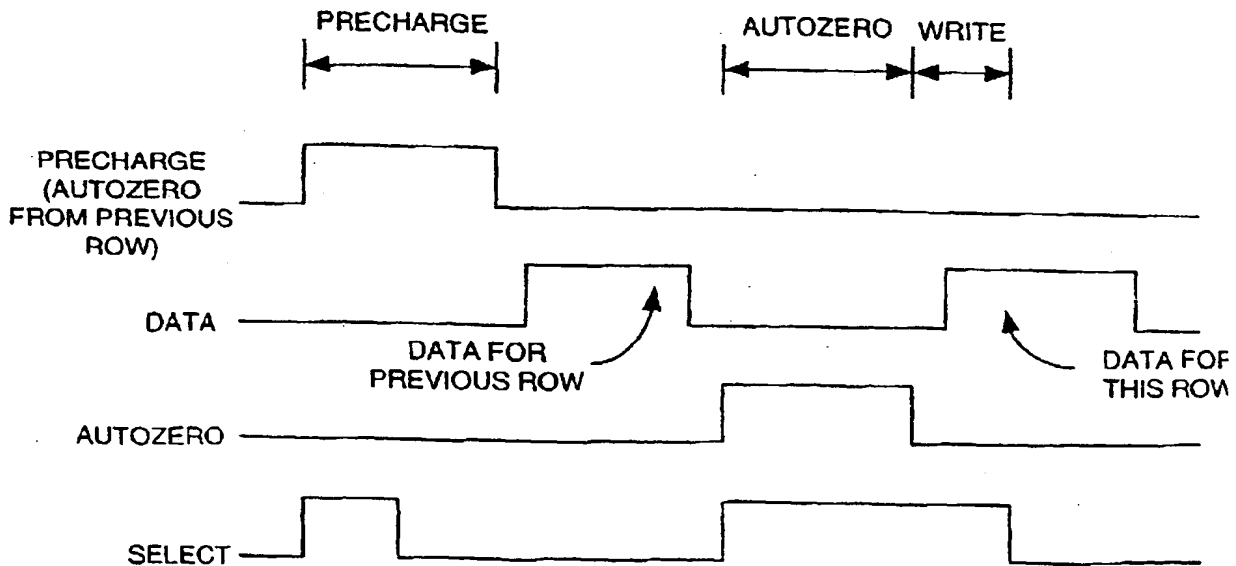 PRECHARGE
AUTOZERO
WRITE
PRECHARGE
(AUTOZERO
FROM PREVIOUS
ROW)
DATA
DATA FOR
PREVIOUS ROW
DATA FOR
THIS ROW
AUTOZERO
SELECT